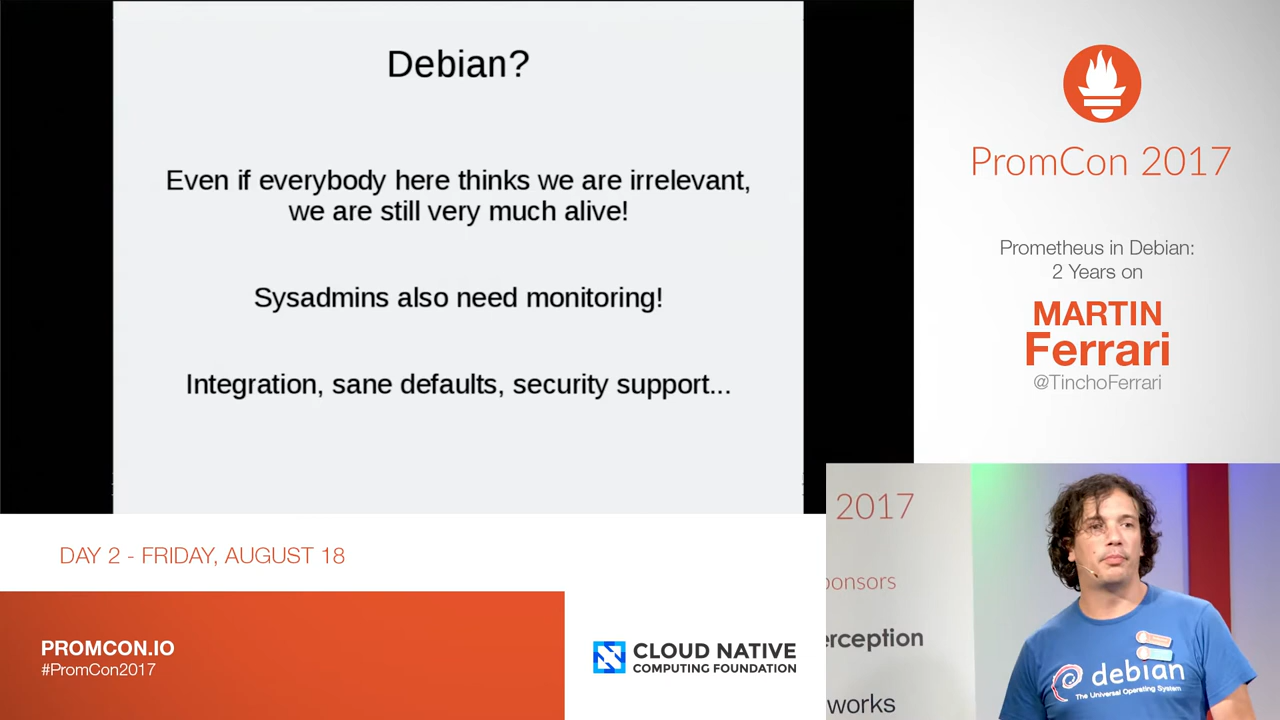 Debian?
Even if everybody here thinks we are irrelevant,
we are still very much alive!
Sysadmins also need monitoring!
Integration, sane defaults, security support...
PromCon 2017
Prometheus in Debian:
2 Years on
MARTIN
Ferrari
@TinchoFerrari
DAY 2 - FRIDAY, AUGUST 18
PROMCON.IO
#PromCon2017
CLOUD NATIVE
COMPUTING FOUNDATION
2017
ponsors
erception
works
debian
The Universal Operating System